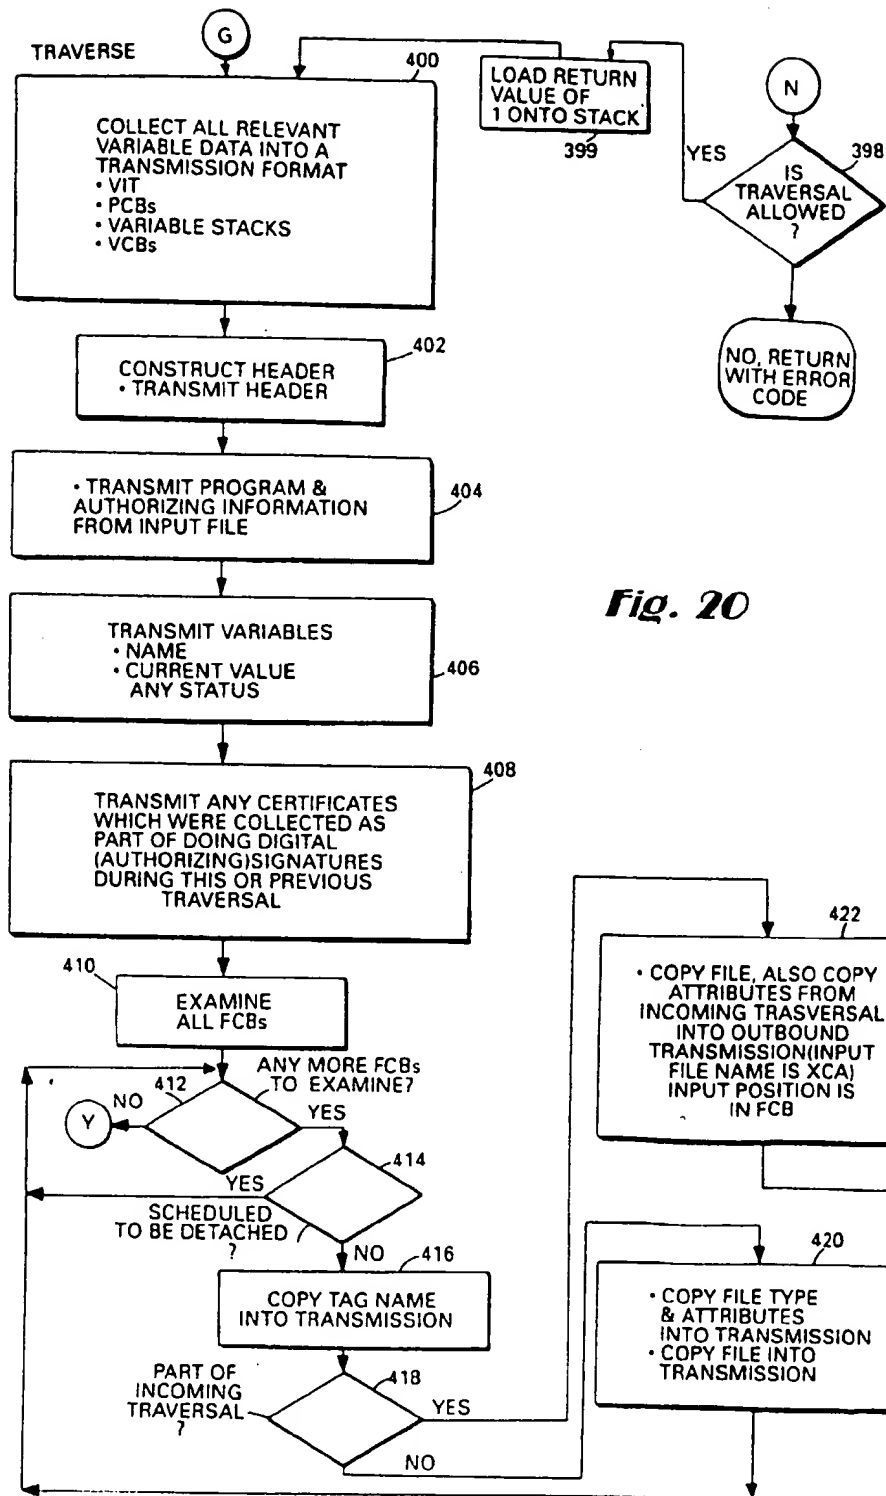 G
TRAVERSE
400
COLLECT ALL RELEVANT
VARIABLE DATA INTO A
TRANSMISSION FORMAT
• VIT
• PCBs
• VARIABLE STACKS
• VCBs
LOAD RETURN
VALUE OF
1 ONTO STACK
399
N
YES
398
IS
TRAVERSAL
ALLOWED
?
NO, RETURN
WITH ERROR
CODE
402
CONSTRUCT HEADER
• TRANSMIT HEADER
404
• TRANSMIT PROGRAM &
AUTHORIZING INFORMATION
FROM INPUT FILE
Fig. 20
406
TRANSMIT VARIABLES
• NAME
• CURRENT VALUE
ANY STATUS
408
TRANSMIT ANY CERTIFICATES
WHICH WERE COLLECTED AS
PART OF DOING DIGITAL
(AUTHORIZING)SIGNATURES
DURING THIS OR PREVIOUS
TRAVERSAL
410
EXAMINE
ALL FCBs
412
ANY MORE FCBs
TO EXAMINE?
NO
Y
YES
414
YES
SCHEDULED
TO BE DETACHED
?
NO
416
COPY TAG NAME
INTO TRANSMISSION
418
PART OF
INCOMING
TRAVERSAL
?
YES
NO
422
• COPY FILE, ALSO COPY
ATTRIBUTES FROM
INCOMING TRASVERSAL
INTO OUTBOUND
TRANSMISSION(INPUT
FILE NAME IS XCA)
INPUT POSITION IS
IN FCB
420
• COPY FILE TYPE
& ATTRIBUTES
INTO TRANSMISSION
• COPY FILE INTO
TRANSMISSION